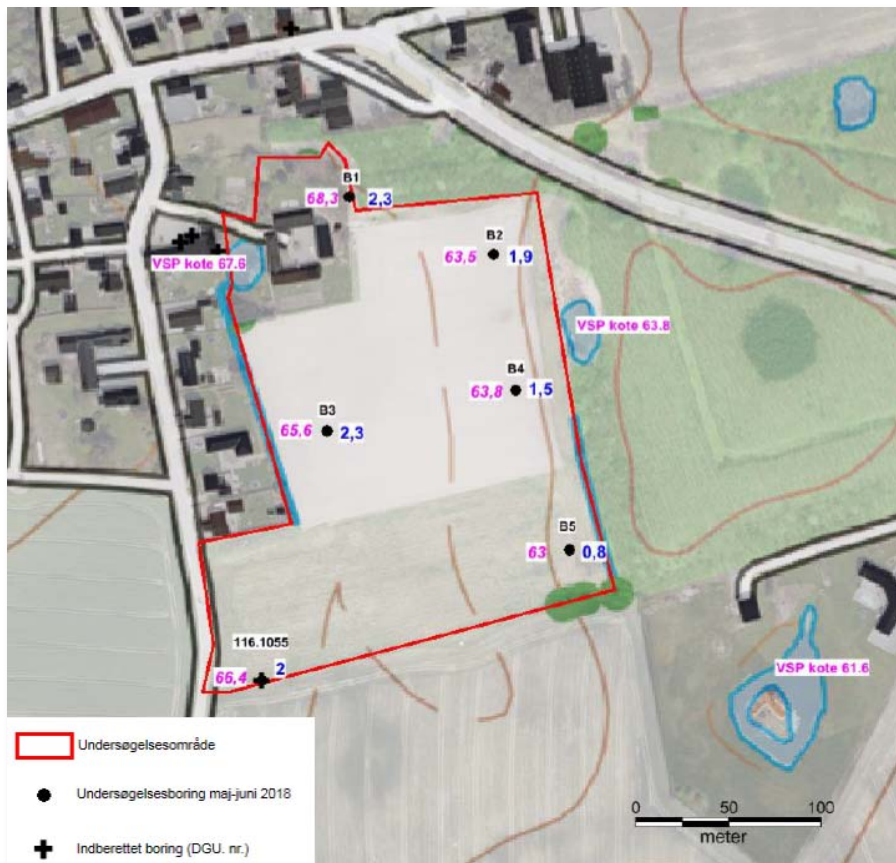 B1
68,3 2,3
B2
63,5 1,9
VSP kote 67.6
VSP kote 63.8
B4
63,8 1,5
B3
65,6 2,3
B5
63 0,8
116.1055
66,4 2
VSP kote 61.6
Undersøgelsesområde
Undersøgelsesboring maj-juni 2018
Indberettet boring (DGU. nr.)
0 50 100
meter